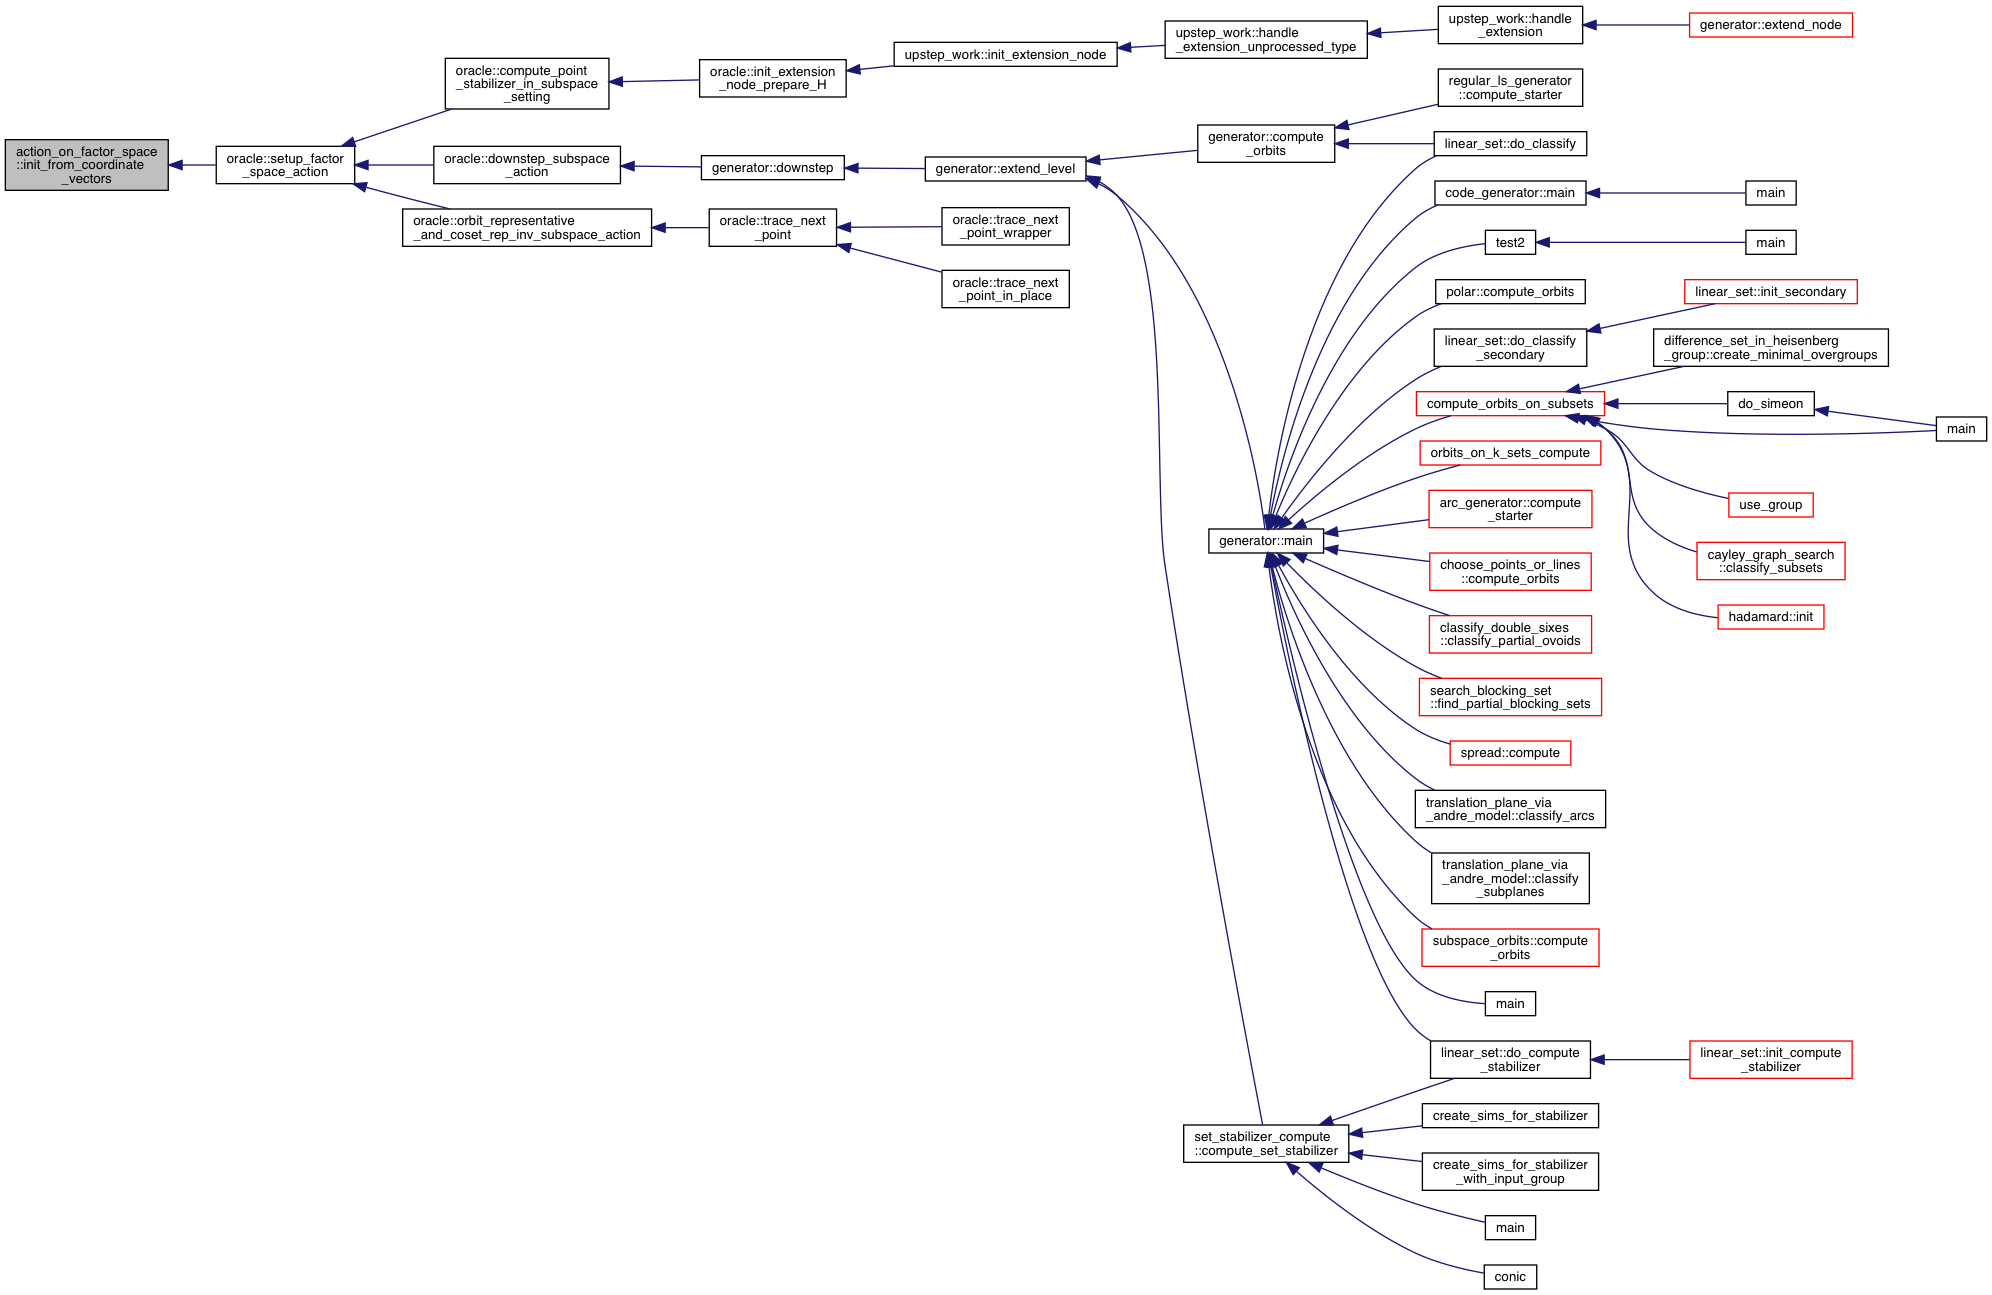 action_on_factor_space
::init_from_coordinate
_vectors
oracle::setup_factor
_space_action
oracle::compute_point
_stabilizer_in_subspace
_setting
oracle::init_extension
_node_prepare_H
upstep_work::init_extension_node
upstep_work::handle
_extension_unprocessed_type
upstep_work::handle
_extension
generator::extend_node
oracle::downstep_subspace
_action
generator::downstep
generator::extend_level
generator::compute
_orbits
regular_ls_generator
::compute_starter
linear_set::do_classify
oracle::orbit_representative
_and_coset_rep_inv_subspace_action
oracle::trace_next
_point
oracle::trace_next
_point_wrapper
oracle::trace_next
_point_in_place
generator::main
code_generator::main
main
test2
main
polar::compute_orbits
linear_set::do_classify
_secondary
linear_set::init_secondary
compute_orbits_on_subsets
difference_set_in_heisenberg
_group::create_minimal_overgroups
do_simeon
main
use_group
cayley_graph_search
::classify_subsets
hadamard::init
orbits_on_k_sets_compute
arc_generator::compute
_starter
choose_points_or_lines
::compute_orbits
classify_double_sixes
::classify_partial_ovoids
search_blocking_set
::find_partial_blocking_sets
spread::compute
translation_plane_via
_andre_model::classify_arcs
translation_plane_via
_andre_model::classify
_subplanes
subspace_orbits::compute
_orbits
main
linear_set::do_compute
_stabilizer
linear_set::init_compute
_stabilizer
set_stabilizer_compute
::compute_set_stabilizer
create_sims_for_stabilizer
create_sims_for_stabilizer
_with_input_group
main
conic